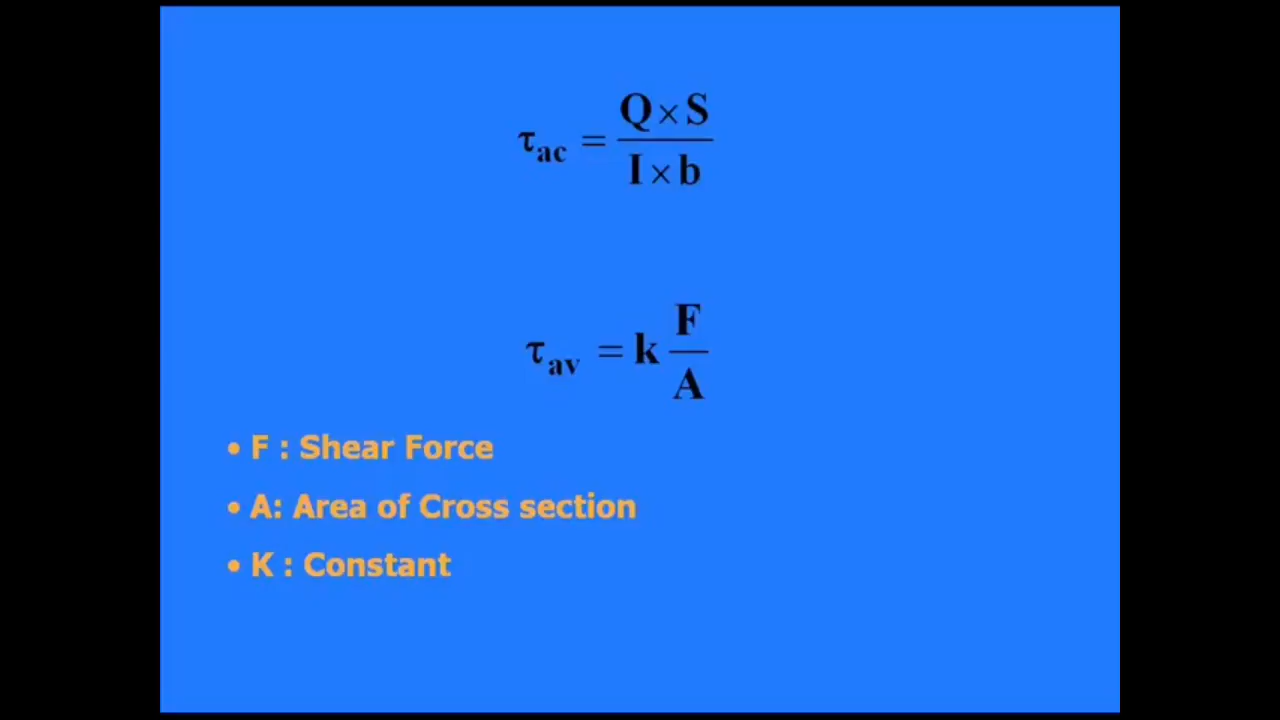 τac = Q × S / I × b
τav = k F / A
• F : Shear Force
• A: Area of Cross section
• K : Constant